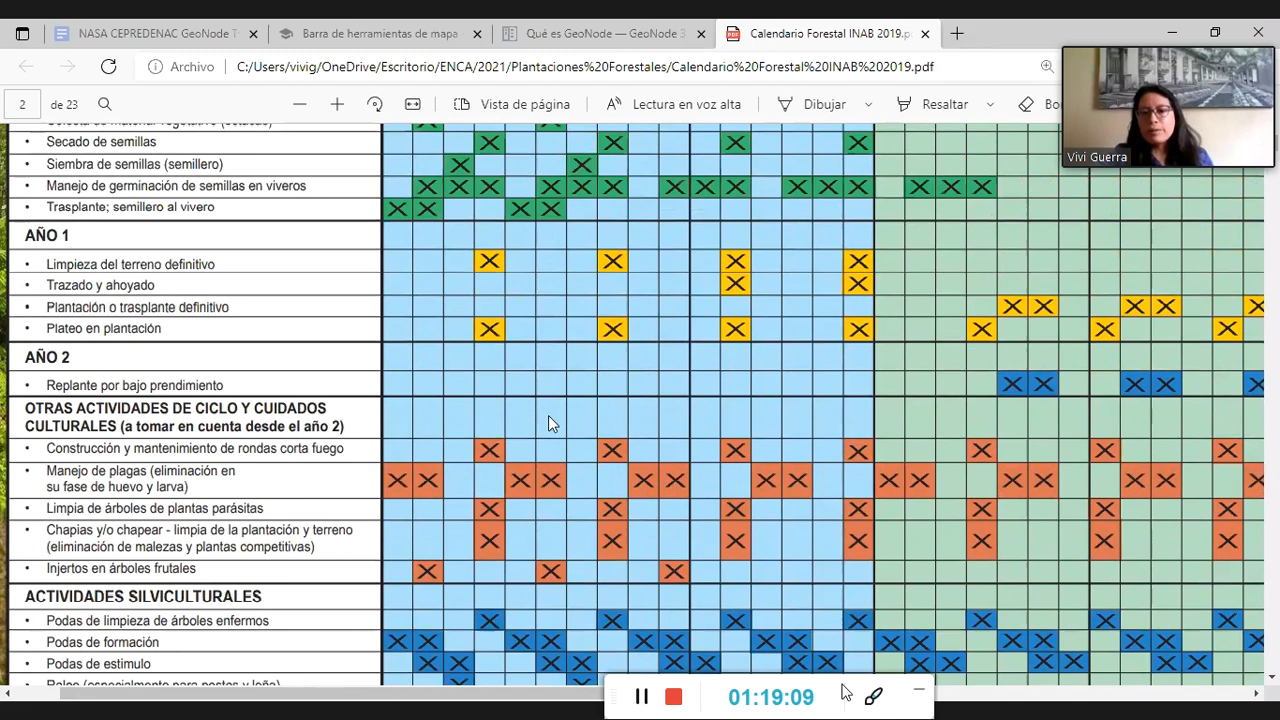 NASA CEPREDENAC GeoNode T
Barra de herramientas de mapa
Qué es GeoNode — GeoNode 3
Calendario Forestal INAB 2019.p
Archivo
C:/Users/vivig/OneDrive/Escritorio/ENCA/2021/Plantaciones%20Forestales/Calendario%20Forestal%20INAB%202019.pdf
2 de 23
Vista de página
Lectura en voz alta
Dibujar
Resaltar
Bo
Vivi Guerra
• Secado de semillas
• Siembra de semillas (semillero)
• Manejo de germinación de semillas en viveros
• Trasplante; semillero al vivero
AÑO 1
• Limpieza del terreno definitivo
• Trazado y ahoyado
• Plantación o trasplante definitivo
• Plateo en plantación
AÑO 2
• Replante por bajo prendimiento
OTRAS ACTIVIDADES DE CICLO Y CUIDADOS
CULTURALES (a tomar en cuenta desde el año 2)
• Construcción y mantenimiento de rondas corta fuego
• Manejo de plagas (eliminación en
su fase de huevo y larva)
• Limpia de árboles de plantas parásitas
• Chapias y/o chapear - limpia de la plantación y terreno
(eliminación de malezas y plantas competitivas)
• Injertos en árboles frutales
ACTIVIDADES SILVICULTURALES
• Podas de limpieza de árboles enfermos
• Podas de formación
• Podas de estimulo
01:19:09